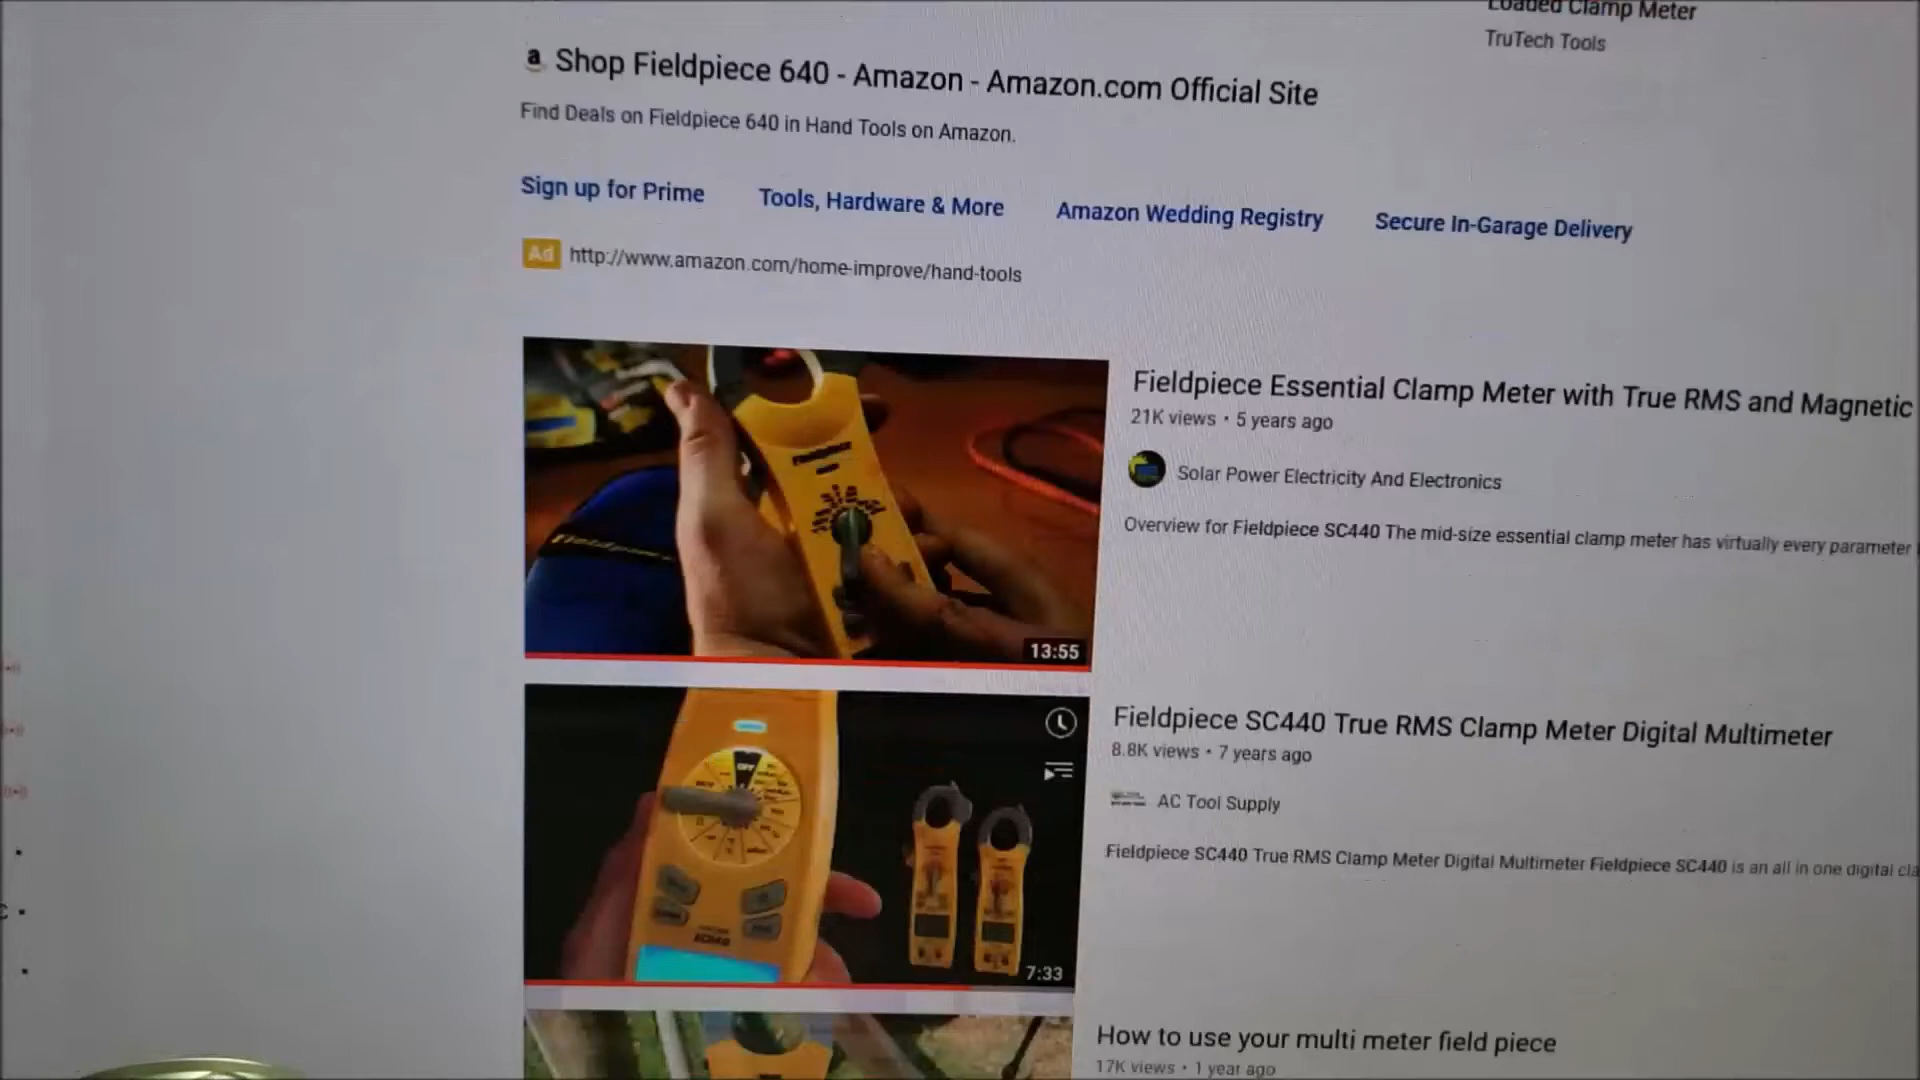 Loaded Clamp Meter
TruTech Tools
a Shop Fieldpiece 640 - Amazon - Amazon.com Official Site
Find Deals on Fieldpiece 640 in Hand Tools on Amazon.
Sign up for Prime Tools, Hardware & More Amazon Wedding Registry Secure In-Garage Delivery
Ad http://www.amazon.com/home-improve/hand-tools
Fieldpiece
Fieldpiece
13:55
Fieldpiece Essential Clamp Meter with True RMS and Magnetic
21K views • 5 years ago
Solar Power Electricity And Electronics
Overview for Fieldpiece SC440 The mid-size essential clamp meter has virtually every parameter
OFF
7:33
Fieldpiece SC440 True RMS Clamp Meter Digital Multimeter
8.8K views • 7 years ago
AC Tool Supply
Fieldpiece SC440 True RMS Clamp Meter Digital Multimeter Fieldpiece SC440 is an all in one digital cla
How to use your multi meter field piece
17K views • 1 year ago